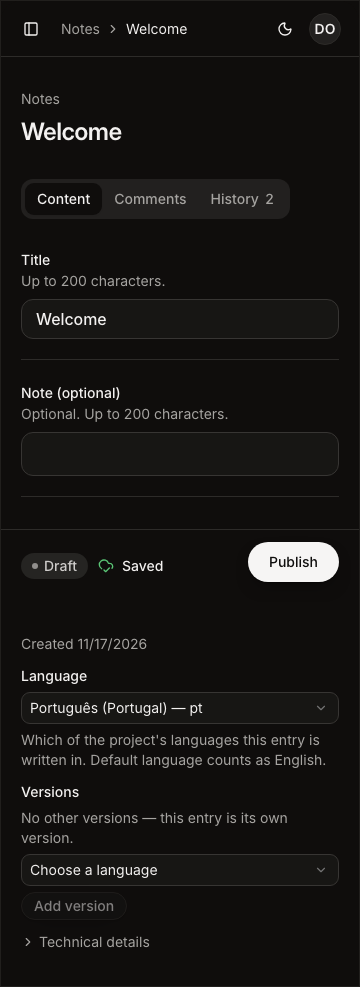 Notes > Welcome DO
Notes
Welcome
Content Comments History 2
Title
Up to 200 characters.
Welcome
Note (optional)
Optional. Up to 200 characters.
Draft Saved Publish
Created 11/17/2026
Language
Português (Portugal) — pt
Which of the project's languages this entry is
written in. Default language counts as English.
Versions
No other versions — this entry is its own
version.
Choose a language
Add version
Technical details